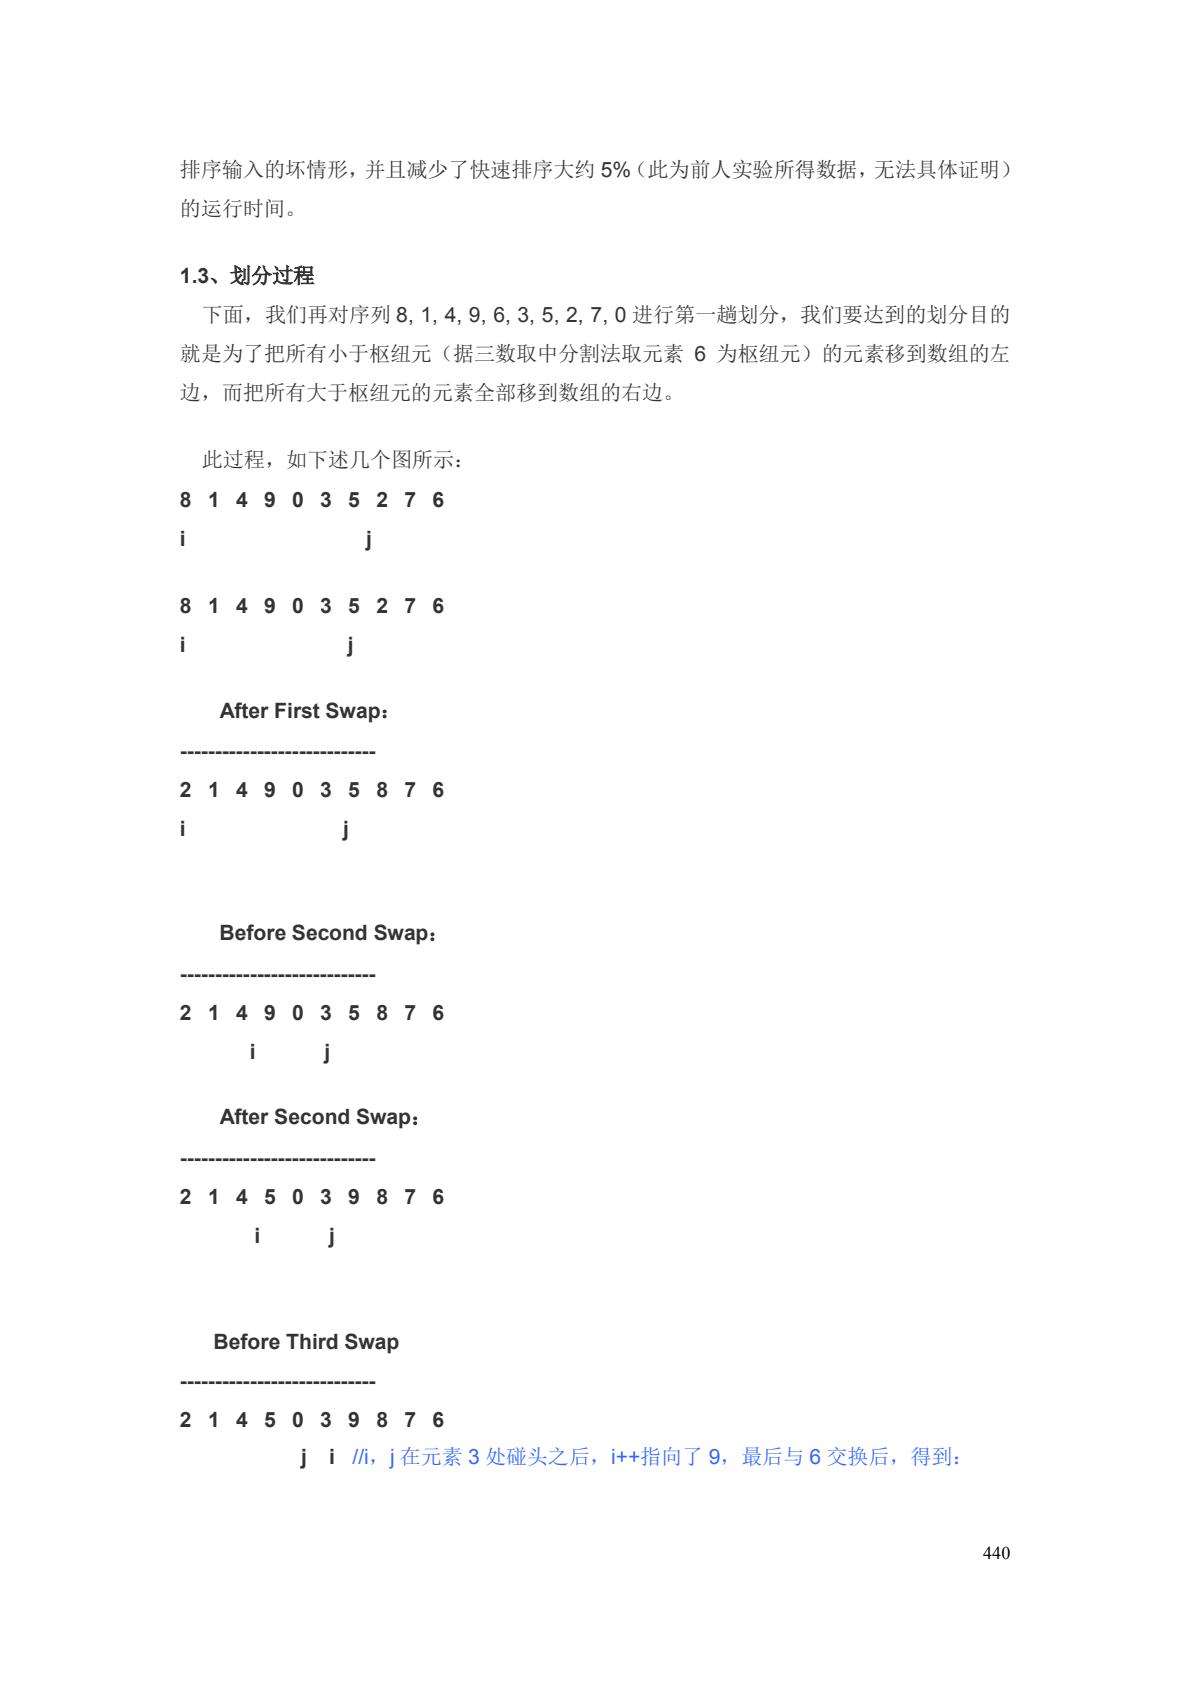 排序输入的坏情形，并且减少了快速排序大约 5%（此为前人实验所得数据，无法具体证明）
的运行时间。
1.3、划分过程
下面，我们再对序列 8, 1, 4, 9, 6, 3, 5, 2, 7, 0 进行第一趟划分，我们要达到的划分目的
就是为了把所有小于枢纽元（据三数取中分割法取元素 6 为枢纽元）的元素移到数组的左
边，而把所有大于枢纽元的元素全部移到数组的右边。
此过程，如下述几个图所示：
8 1 4 9 0 3 5 2 7 6
i j
8 1 4 9 0 3 5 2 7 6
i j
After First Swap：
----------------------------
2 1 4 9 0 3 5 8 7 6
i j
Before Second Swap：
----------------------------
2 1 4 9 0 3 5 8 7 6
i j
After Second Swap：
----------------------------
2 1 4 5 0 3 9 8 7 6
i j
Before Third Swap
----------------------------
2 1 4 5 0 3 9 8 7 6
j i //i，j 在元素 3 处碰头之后，i++指向了 9，最后与 6 交换后，得到：
440